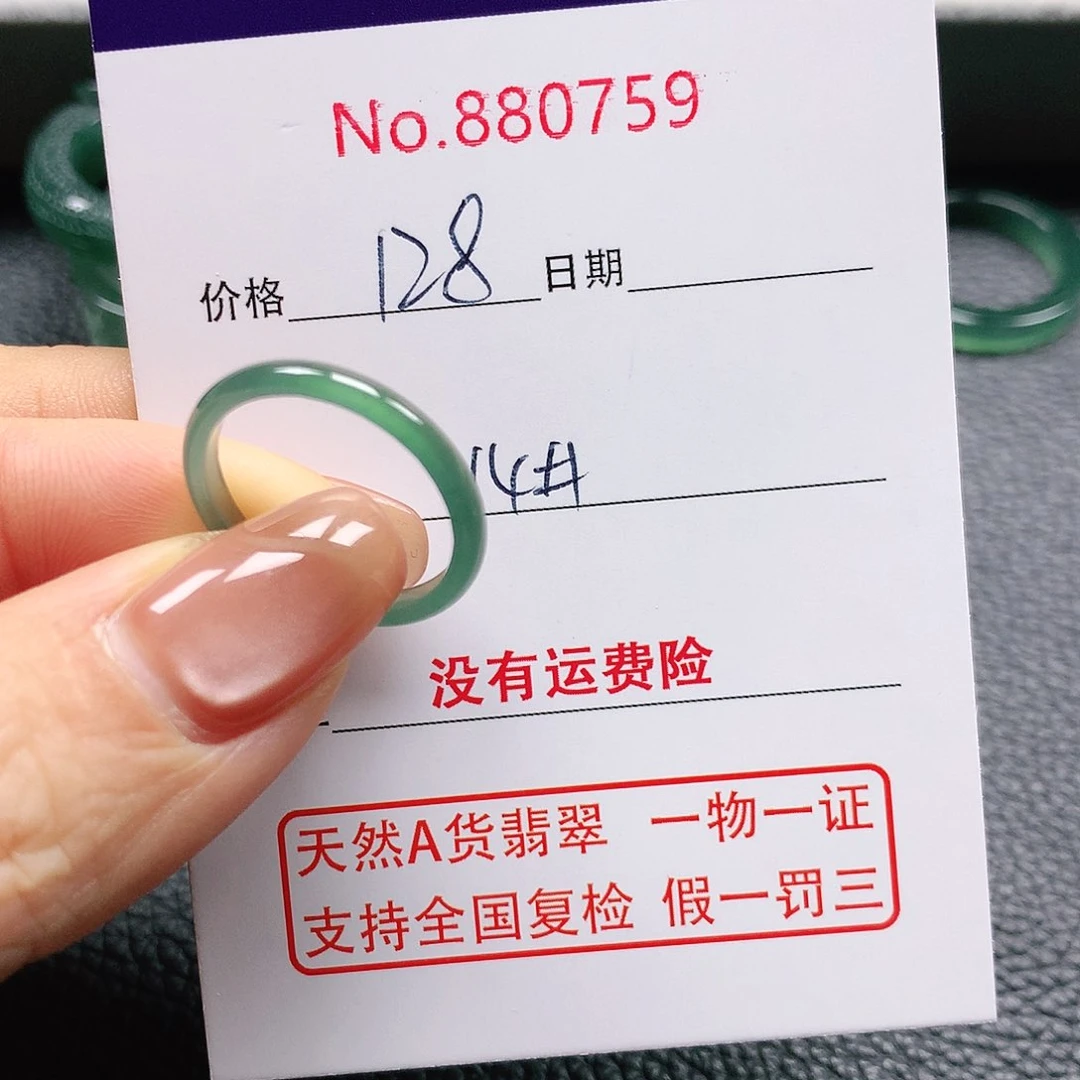 No.880759
价格 128 日期
14#
没有运费险
天然A货翡翠 一物一证
支持全国复检 假一罚三